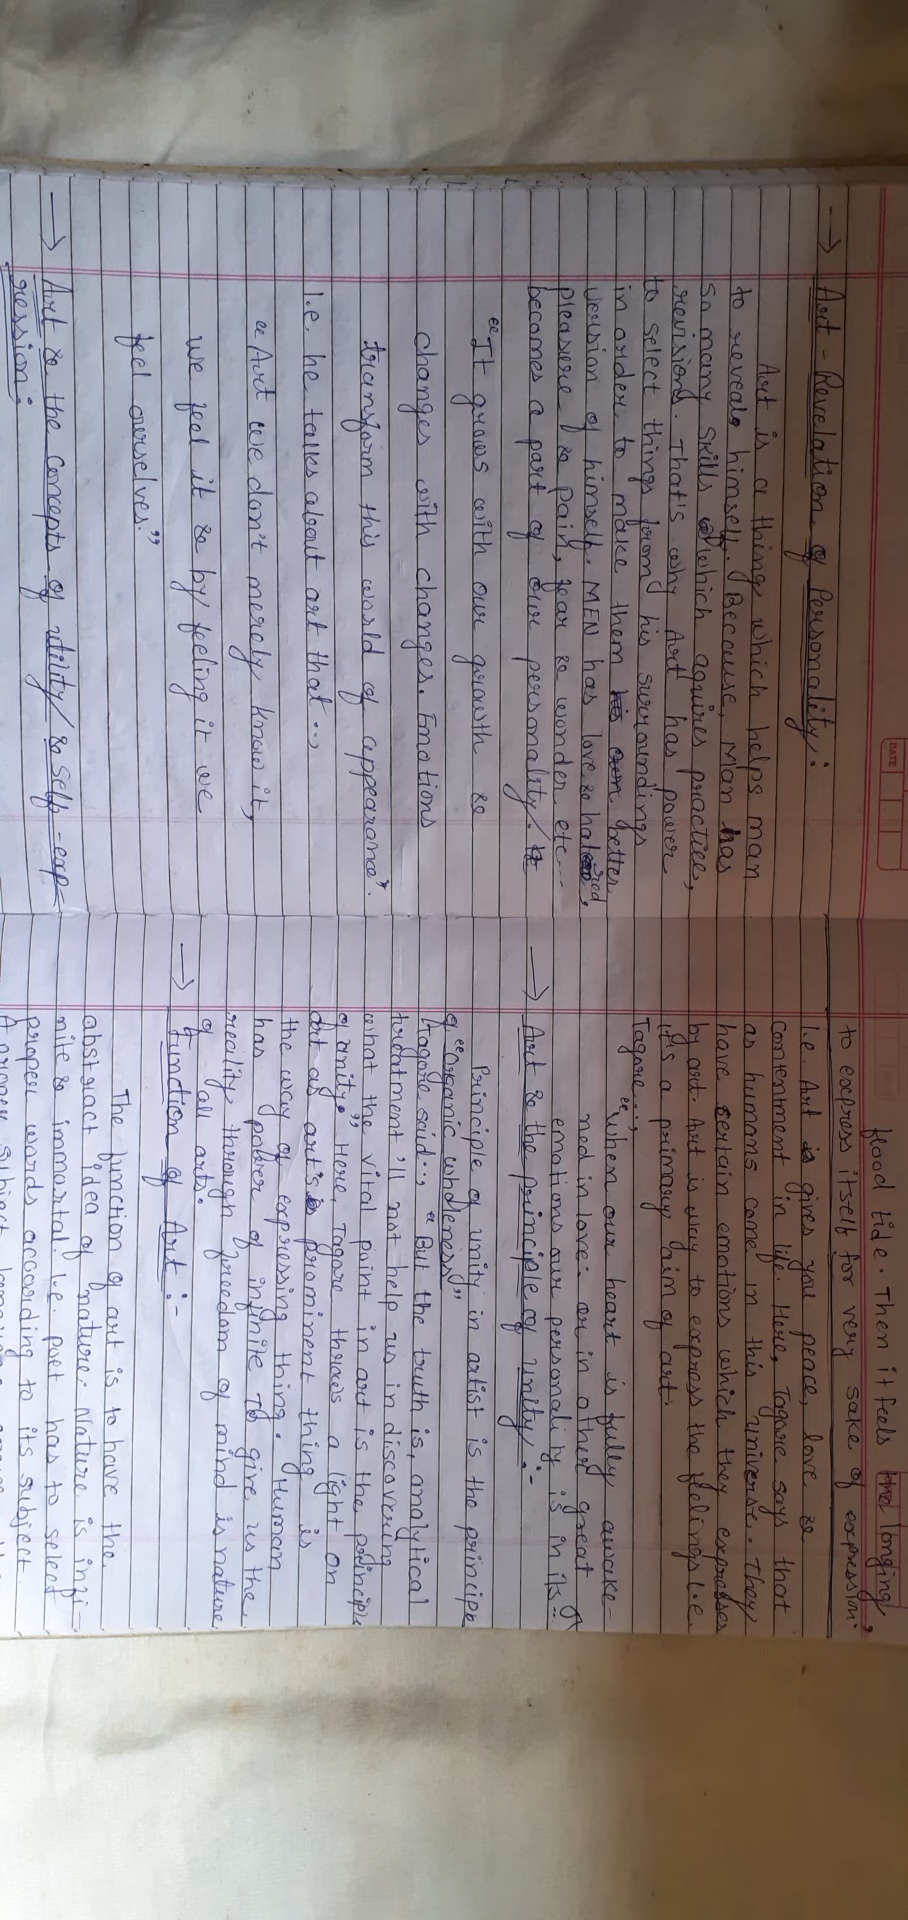 DATE
→ Art - Revelation of Personality:
Art is a thing which helps man
to reveals himself. Because, Man has
so many skills which aquires practice,
revisions. That's why Art has power
to select things from his surroundings
in order to make them better
version of himself. MEN has love & hatered,
pleasure & pain, fear & wonder etc...
becomes a part of our personality.
"It grows with our growth &
changes with changes. Emotions
transform this world of appearance".
i.e. he talks about art that...,
"Art we don't merely know it,
we feel it & by feeling it we
feel ourselves."
→ Art & the concepts of utility/& self-exp-
ression:
flood tide. Then it feels the longing,
to express itself for very sake of expression.
i.e. Art is gives you peace, love &
contenment in life. Here, Tagore says that
as humans come in this universe. They
have certain emotions which they expresses
by art. Art is way to express the feelings i.e.
it's a primary aim of art.
Tagore...,
"when our heart is fully awake-
ned in love: or in other great
emotions our personality is in its..
→ Art & the principle of Unity:-
Principle of unity in artist is the principe
of "organic wholeness"
Tagore said.., "But the truth is, analytical
treatment 'll not help us in discovering
what the vital point in art is the principle
of unity." Here, Tagore throws a light on
art as art's prominent thing is
the way of expressing thing. Human
has power of infinite to give us the
reality through freedom of mind is nature
of all arts.
→ Function of Art:-
The function of art is to have the
abstract idea of nature. Nature is infi-
nite & immortal. i.e. poet has to select
proper words according to its subject.